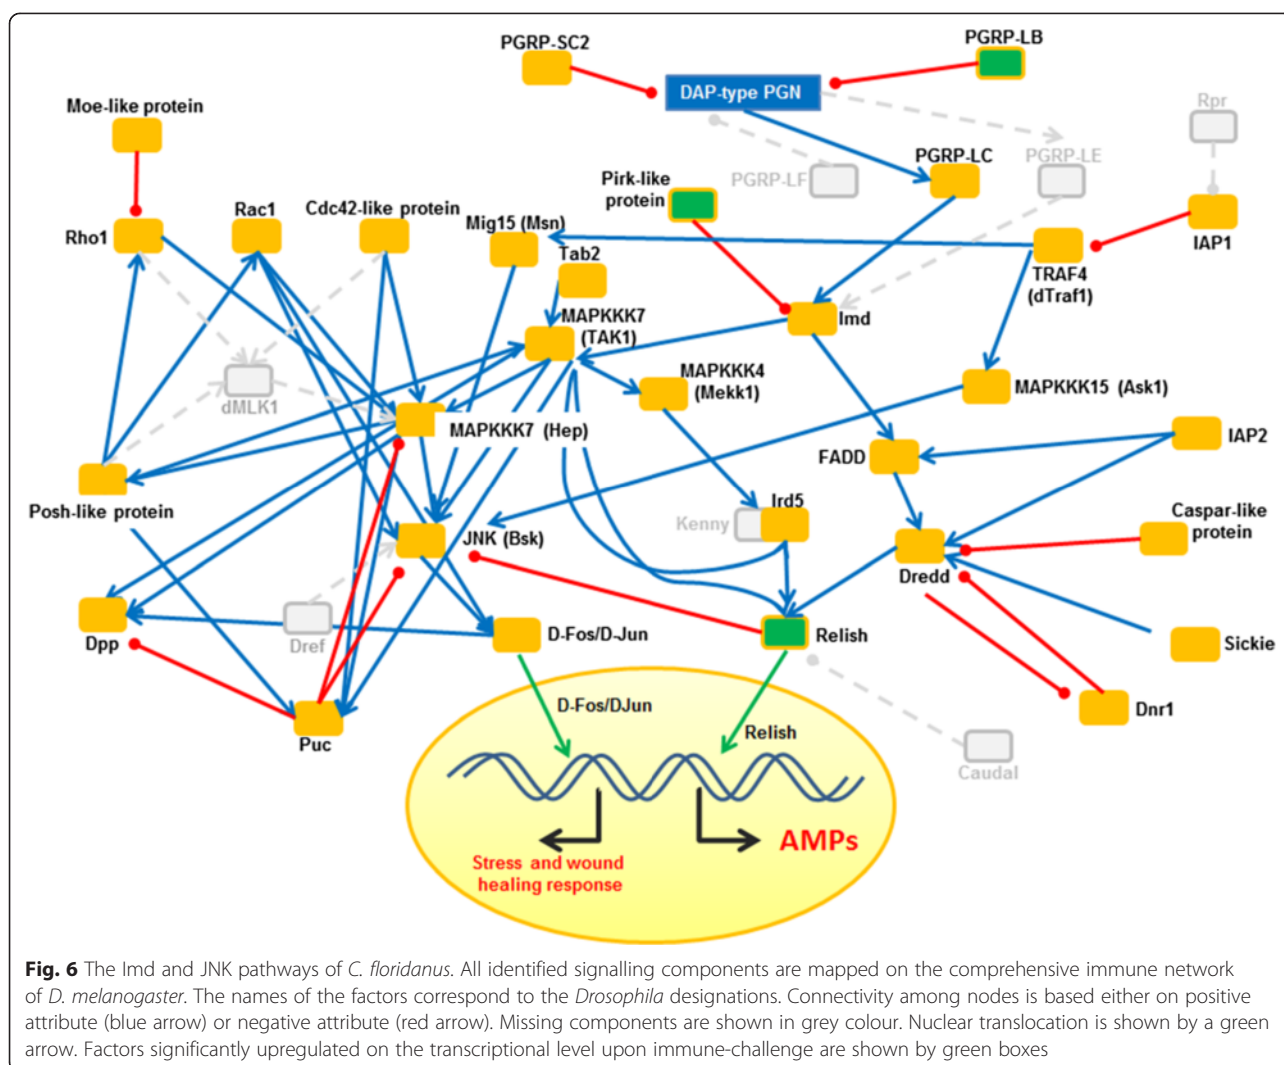 PGRP-SC2
PGRP-LB
DAP-type PGN
Moe-like protein
Rpr
PGRP-LC
PGRP-LE
PGRP-LF
Pirk-like
protein
Rac1
Cdc42-like protein
Mig15 (Msn)
Rho1
IAP1
Tab2
TRAF4
(dTraf1)
MAPKKK7
(TAK1)
Imd
MAPKKK4
(Mekk1)
MAPKKK15 (Ask1)
dMLK1
MAPKKK7 (Hep)
IAP2
FADD
Posh-like protein
Ird5
Kenny
Caspar-like
protein
JNK (Bsk)
Dredd
Dpp
Dref
D-Fos/D-Jun
Relish
Sickie
D-Fos/DJun
Relish
Dnr1
Puc
Caudal
AMPs
Stress and wound
healing response
Fig. 6 The Imd and JNK pathways of C. floridanus. All identified signalling components are mapped on the comprehensive immune network
of D. melanogaster. The names of the factors correspond to the Drosophila designations. Connectivity among nodes is based either on positive
attribute (blue arrow) or negative attribute (red arrow). Missing components are shown in grey colour. Nuclear translocation is shown by a green
arrow. Factors significantly upregulated on the transcriptional level upon immune-challenge are shown by green boxes